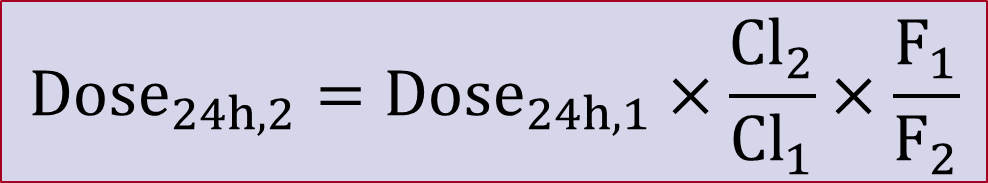 Dose₂₄ₕ,₂ = Dose₂₄ₕ,₁ × Cl₂/Cl₁ × F₁/F₂